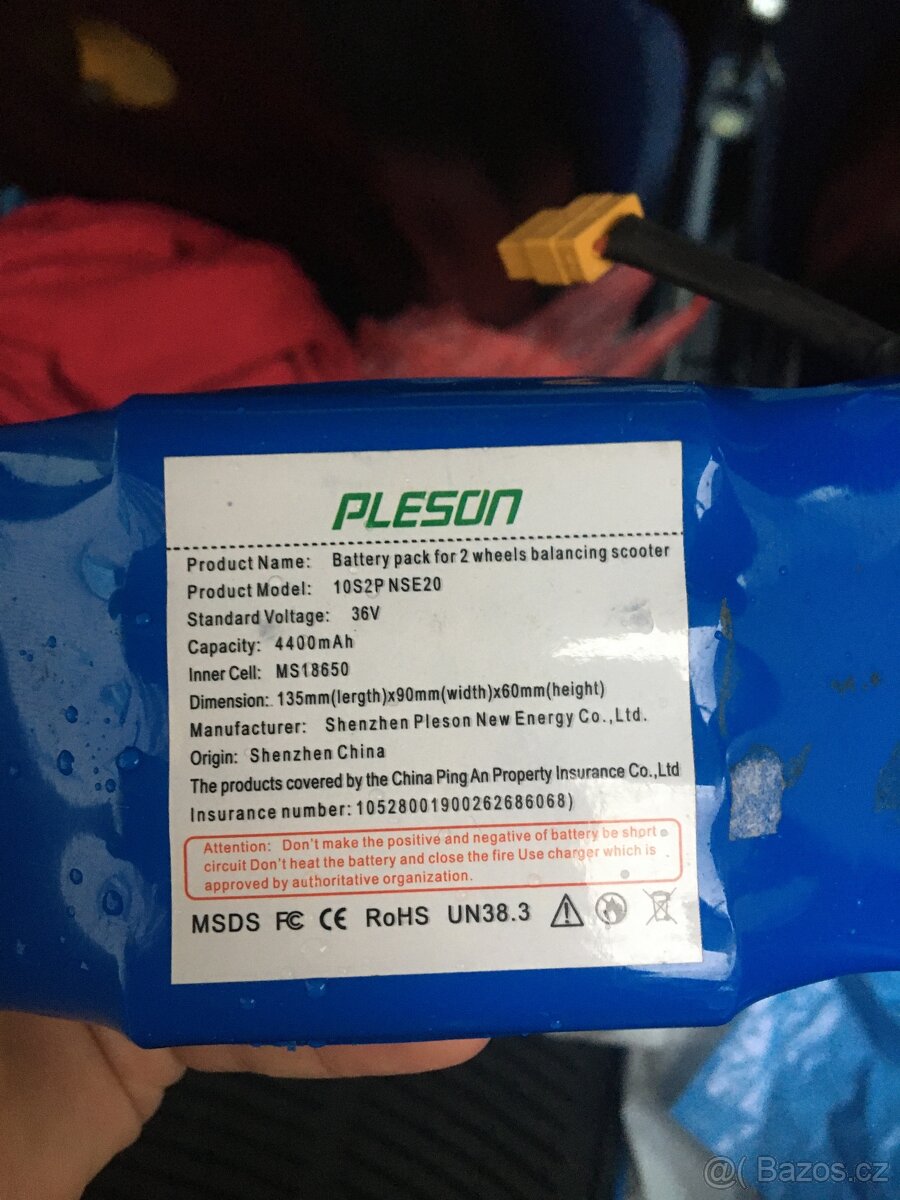 PLESON
Product Name: Battery pack for 2 wheels balancing scooter
Product Model: 10S2P NSE20
Standard Voltage: 36V
Capacity: 4400mAh
Inner Cell: MS18650
Dimension: 135mm(lergth)x90mm(width)x60mm(height)
Manufacturer: Shenzhen Pleson New Energy Co.,Ltd.
Origin: Shenzhen China
The products covered by the China Ping An Property Insurance Co.,Ltd
Insurance number: 10528001900262686068)
Attention: Don't make the positive and negative of battery be short
circuit Don't heat the battery and close the fire Use charger which is
approved by authoritative organization.
MSDS FC CE RoHS UN38.3
@( Bazos.cz